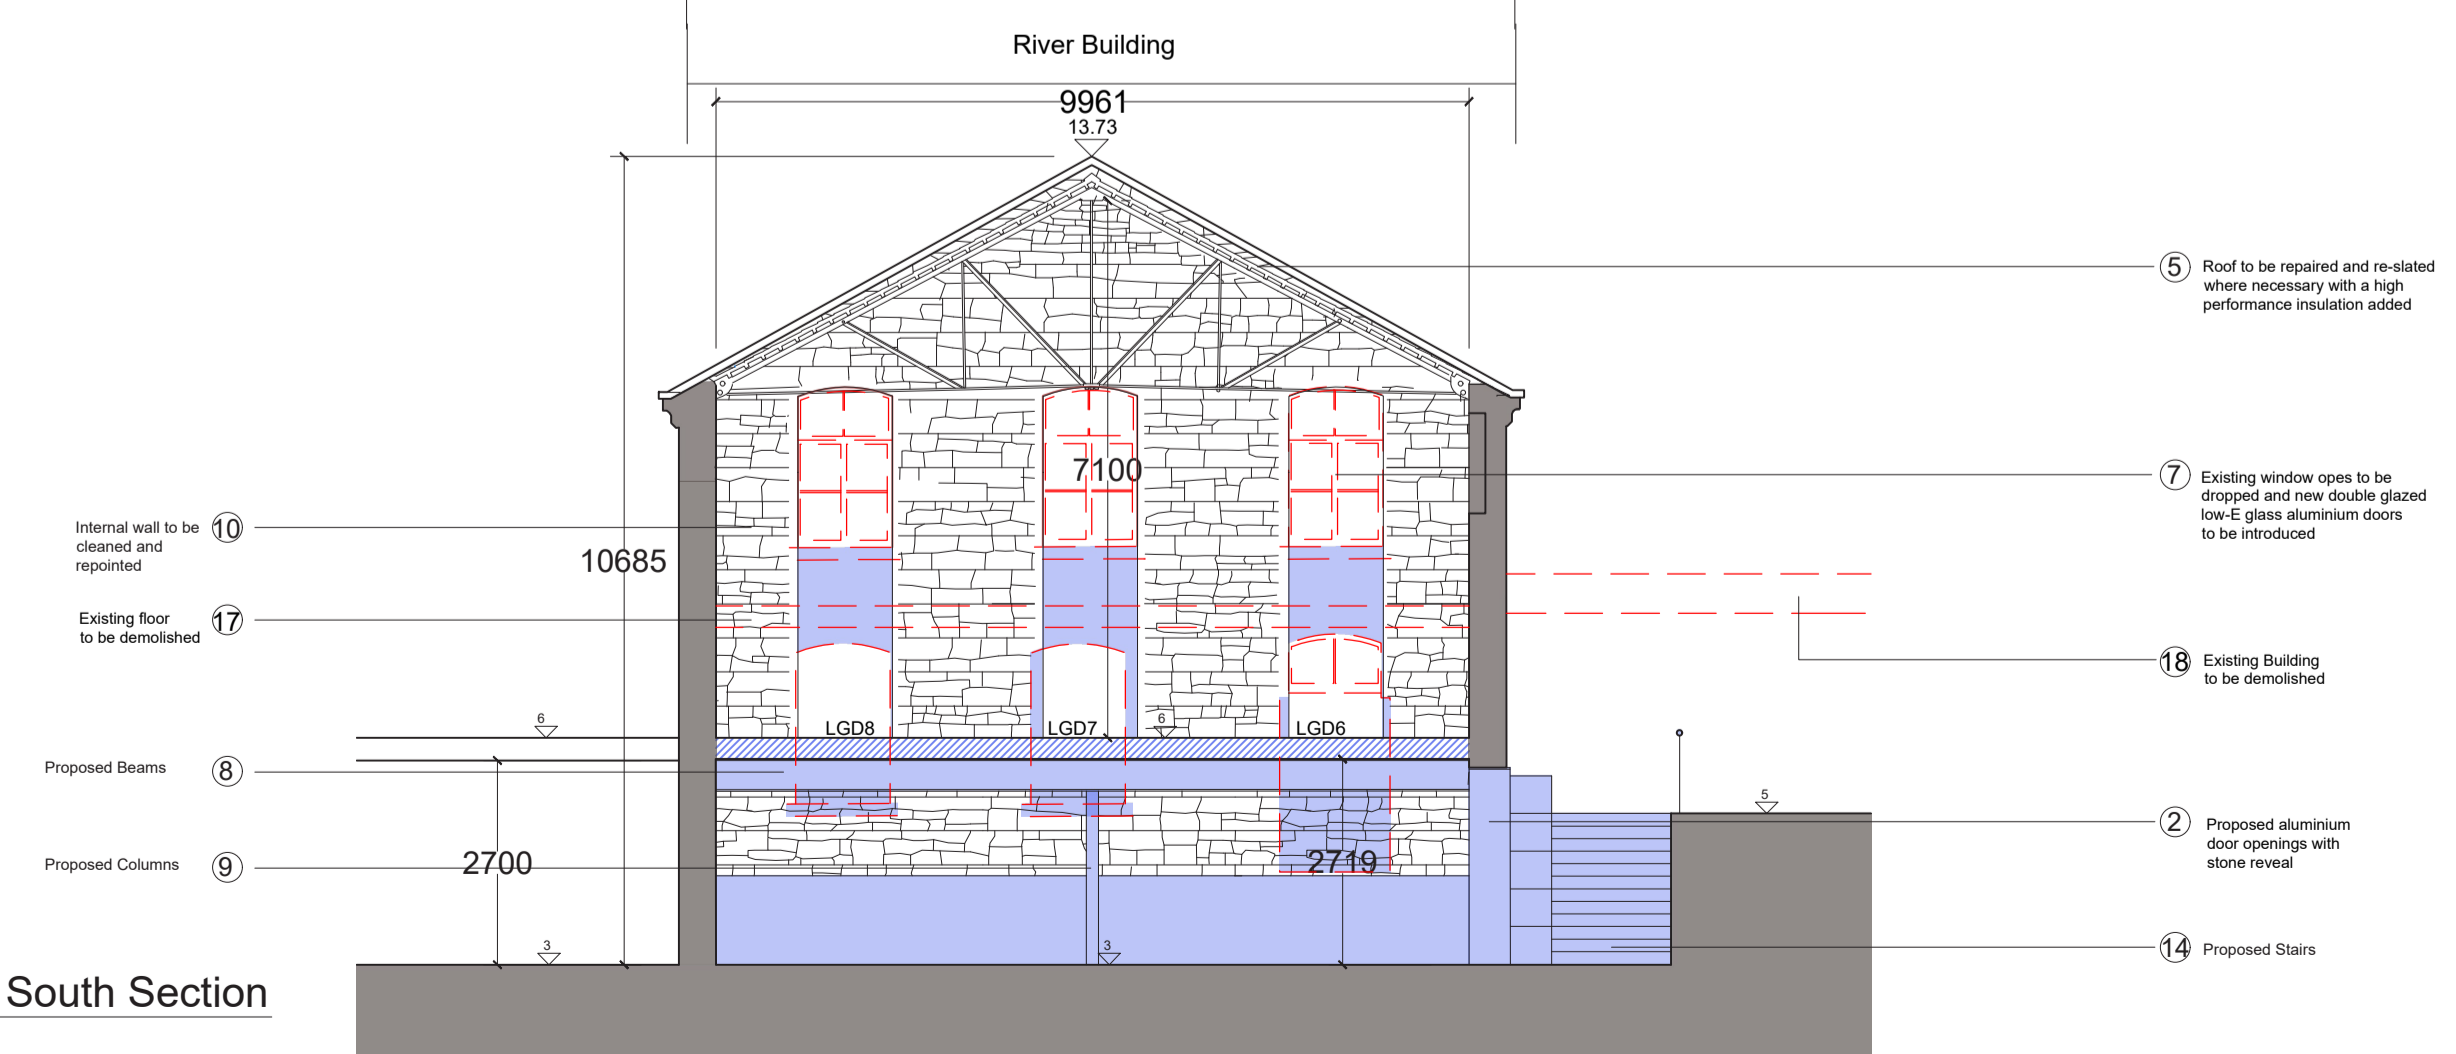 River Building
9961
13.73
5
Roof to be repaired and re-slated
where necessary with a high
performance insulation added
7100
7
Existing window opes to be
dropped and new double glazed
low-E glass aluminium doors
to be introduced
Internal wall to be
cleaned and
repointed
10
10685
Existing floor
to be demolished
17
18
Existing Building
to be demolished
6
LGD8
LGD7
6
LGD6
Proposed Beams
8
5
2
Proposed aluminium
door openings with
stone reveal
Proposed Columns
9
2700
2719
3
3
14
Proposed Stairs
South Section